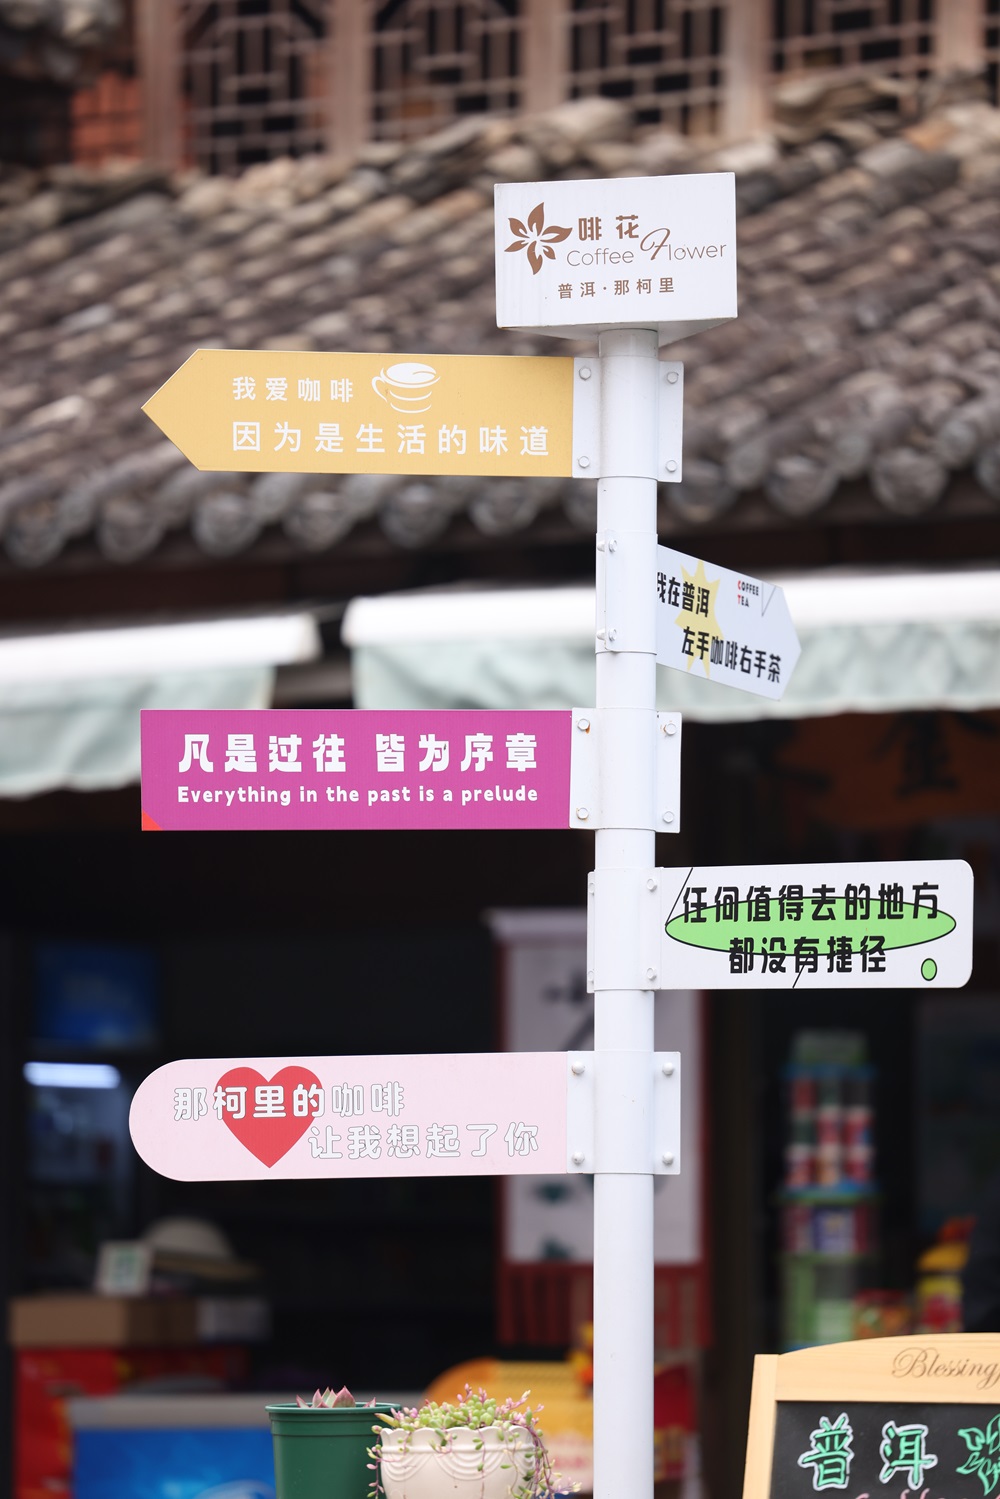 啡花
Coffee Flower
普洱·那柯里
我爱咖啡
因为是生活的味道
COFFEE
TEA
我在普洱
左手咖啡右手茶
凡是过往 皆为序章
Everything in the past is a prelude
任何值得去的地方
都没有捷径
那柯里的咖啡
让我想起了你
Blessing
普洱